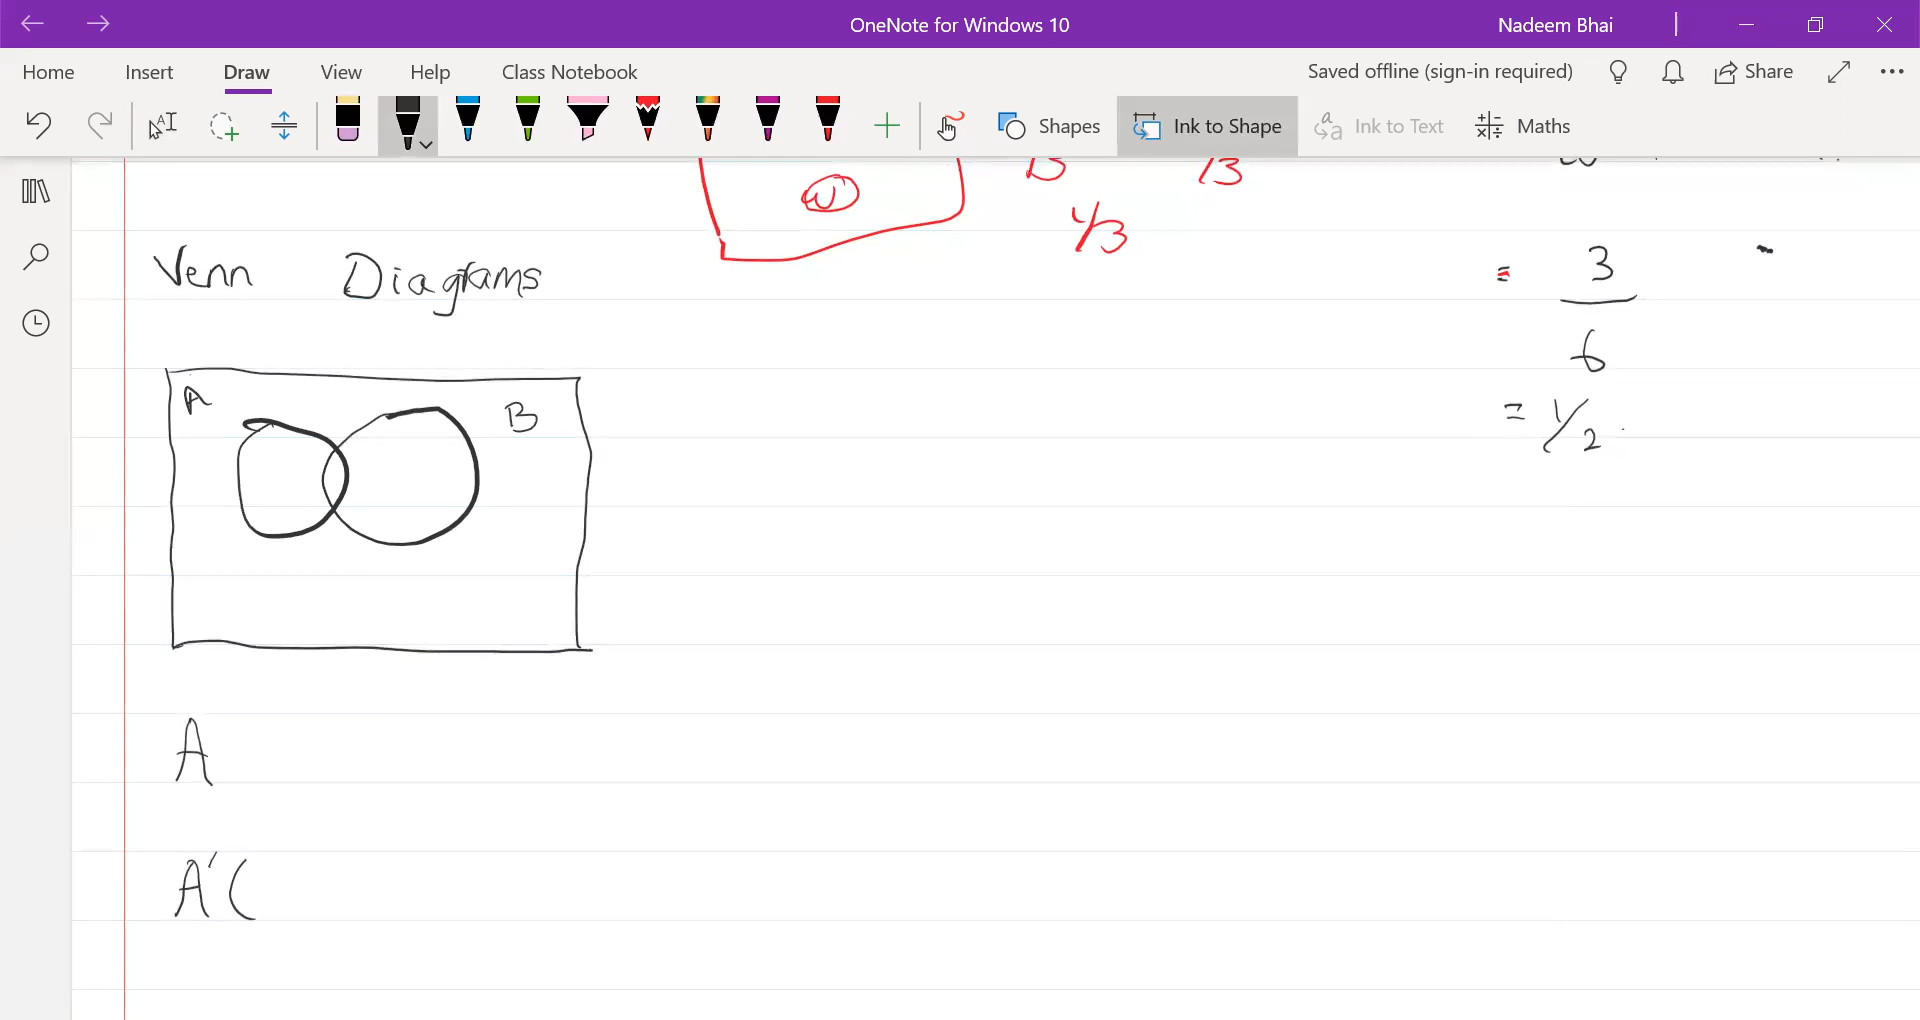 OneNote for Windows 10
Nadeem Bhai
Home Insert Draw View Help Class Notebook
Saved offline (sign-in required)
Share
Shapes
Ink to Shape
Ink to Text
Maths
W
1/3
Venn Diagrams
= 3
6
= 1/2
A
B
A
A'(